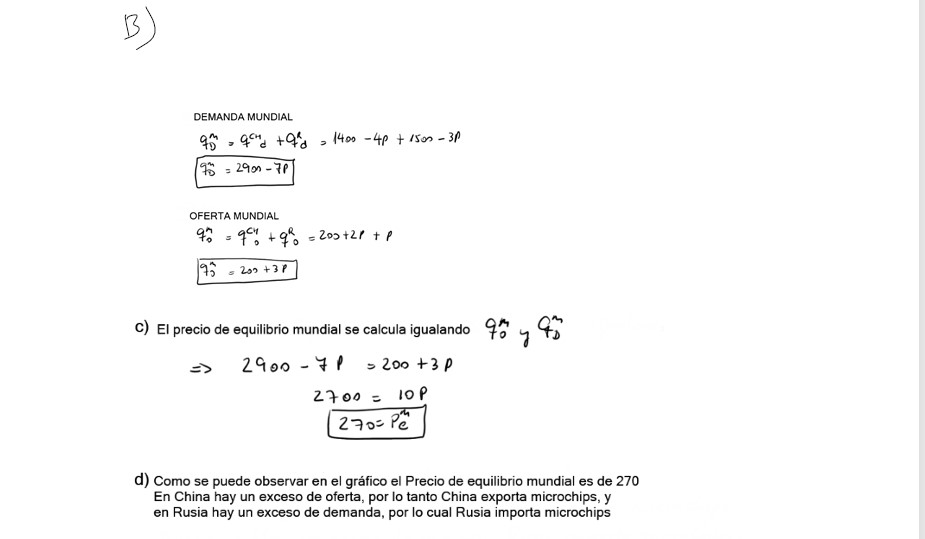 B)
DEMANDA MUNDIAL
q_D^m = q_d^CH + q_d^R = 1400 - 4P + 1500 - 3P
q_D^m = 2900 - 7P
OFERTA MUNDIAL
q_o^m = q_o^CH + q_o^R = 200 + 2P + P
q_o^m = 200 + 3P
c) El precio de equilibrio mundial se calcula igualando q_o^m y q_D^m
=> 2900 - 7P = 200 + 3P
2700 = 10P
270 = P_e^m
d) Como se puede observar en el gráfico el Precio de equilibrio mundial es de 270
En China hay un exceso de oferta, por lo tanto China exporta microchips, y
en Rusia hay un exceso de demanda, por lo cual Rusia importa microchips